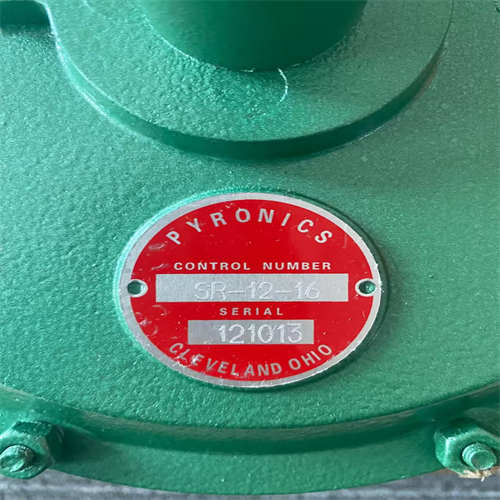 PYRONICS
CONTROL NUMBER
SR-12-16
SERIAL
121013
CLEVELAND OHIO